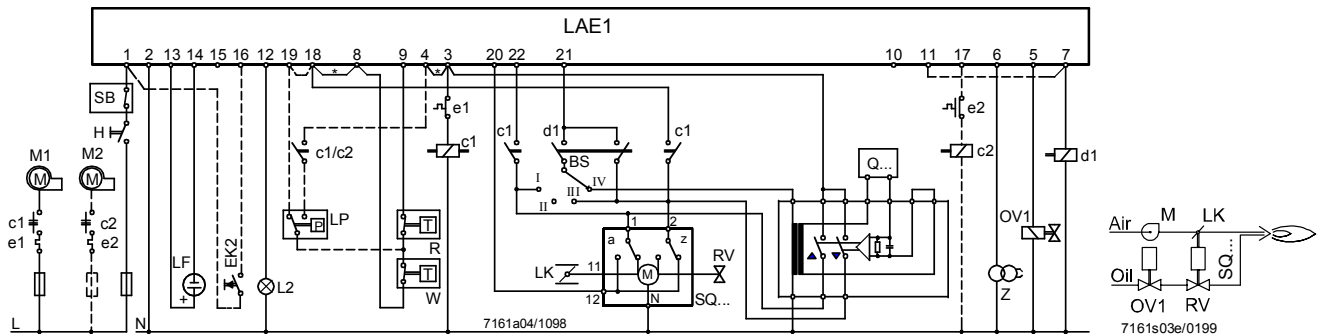 LAE1
1 2 13 14 15 16 12 19 18 8 9 4 3 20 22 21 10 11 17 6 5 7
* *
SB
e1
e2
H
c1
c1/c2
c1
d1
c1
BS
c2
d1
M1
M2
M
M
I
II
III
IV
Q...
c1
e1
c2
e2
LP
P
T
R
T
W
EK2
LF
+
L2
1
2
a
z
LK
11
M
12
N
RV
SQ...
OV1
Z
L
N
7161a04/1098
Air
M
LK
Oil
SQ...
OV1
RV
7161s03e/0199